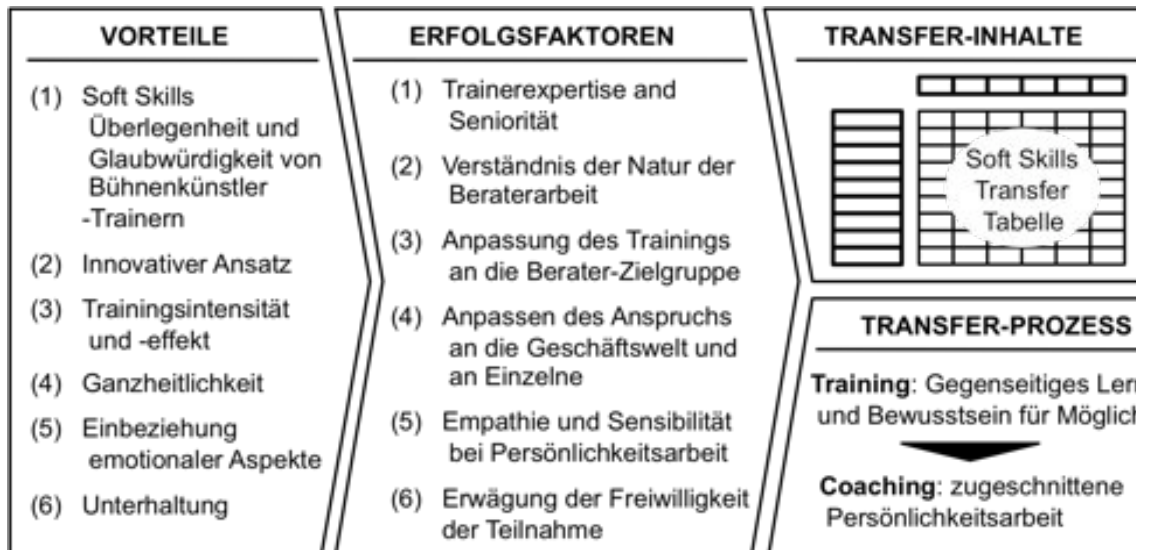 VORTEILE
(1) Soft Skills
Überlegenheit und
Glaubwürdigkeit von
Bühnenkünstler
-Trainern
(2) Innovativer Ansatz
(3) Trainingsintensität
und -effekt
(4) Ganzheitlichkeit
(5) Einbeziehung
emotionaler Aspekte
(6) Unterhaltung
ERFOLGSFAKTOREN
(1) Trainerexpertise and
Seniorität
(2) Verständnis der Natur der
Beraterarbeit
(3) Anpassung des Trainings
an die Berater-Zielgruppe
(4) Anpassen des Anspruchs
an die Geschäftswelt und
an Einzelne
(5) Empathie und Sensibilität
bei Persönlichkeitsarbeit
(6) Erwägung der Freiwilligkeit
der Teilnahme
TRANSFER-INHALTE
Soft Skills
Transfer
Tabelle
TRANSFER-PROZESS
Training: Gegenseitiges
und Bewusstsein für
Coaching: zugeschnittene
Persönlichkeitsarbeit